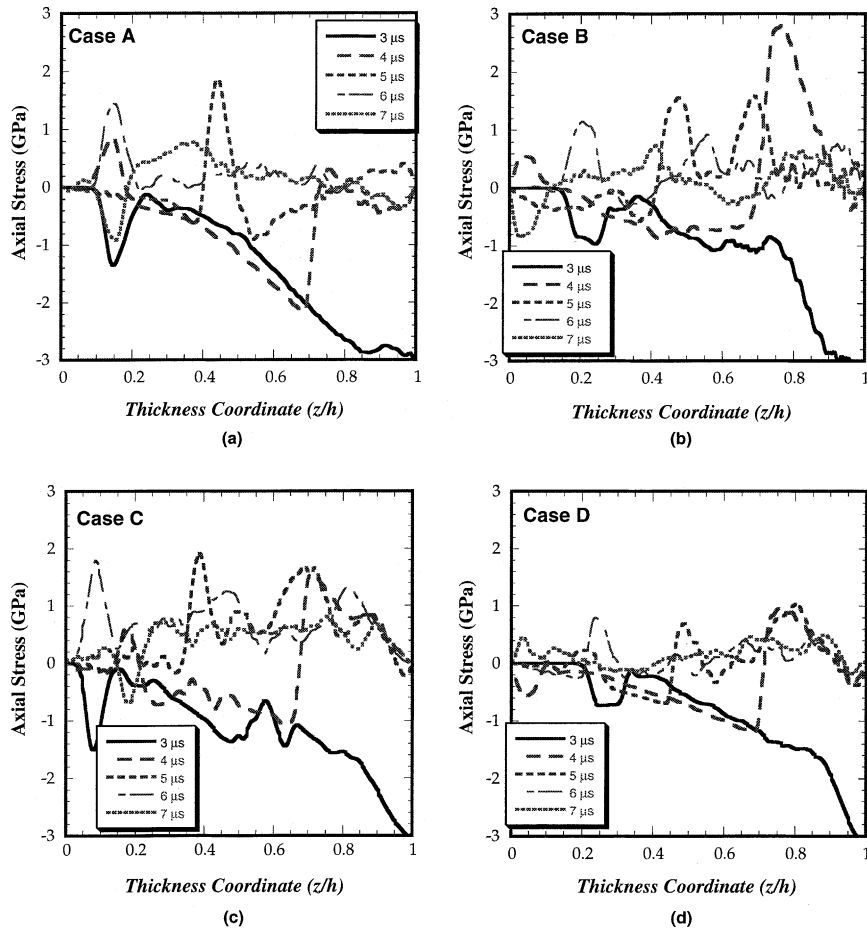 Case A
3 μs
4 μs
5 μs
6 μs
7 μs
3
2
1
0
-1
-2
-3
Axial Stress (GPa)
0
0.2
0.4
0.6
0.8
1
Thickness Coordinate (z/h)
(a)
Case B
3 μs
4 μs
5 μs
6 μs
7 μs
3
2
1
0
-1
-2
-3
Axial Stress (GPa)
0
0.2
0.4
0.6
0.8
1
Thickness Coordinate (z/h)
(b)
Case C
3 μs
4 μs
5 μs
6 μs
7 μs
3
2
1
0
-1
-2
-3
Axial Stress (GPa)
0
0.2
0.4
0.6
0.8
1
Thickness Coordinate (z/h)
(c)
Case D
3 μs
4 μs
5 μs
6 μs
7 μs
3
2
1
0
-1
-2
-3
Axial Stress (GPa)
0
0.2
0.4
0.6
0.8
1
Thickness Coordinate (z/h)
(d)